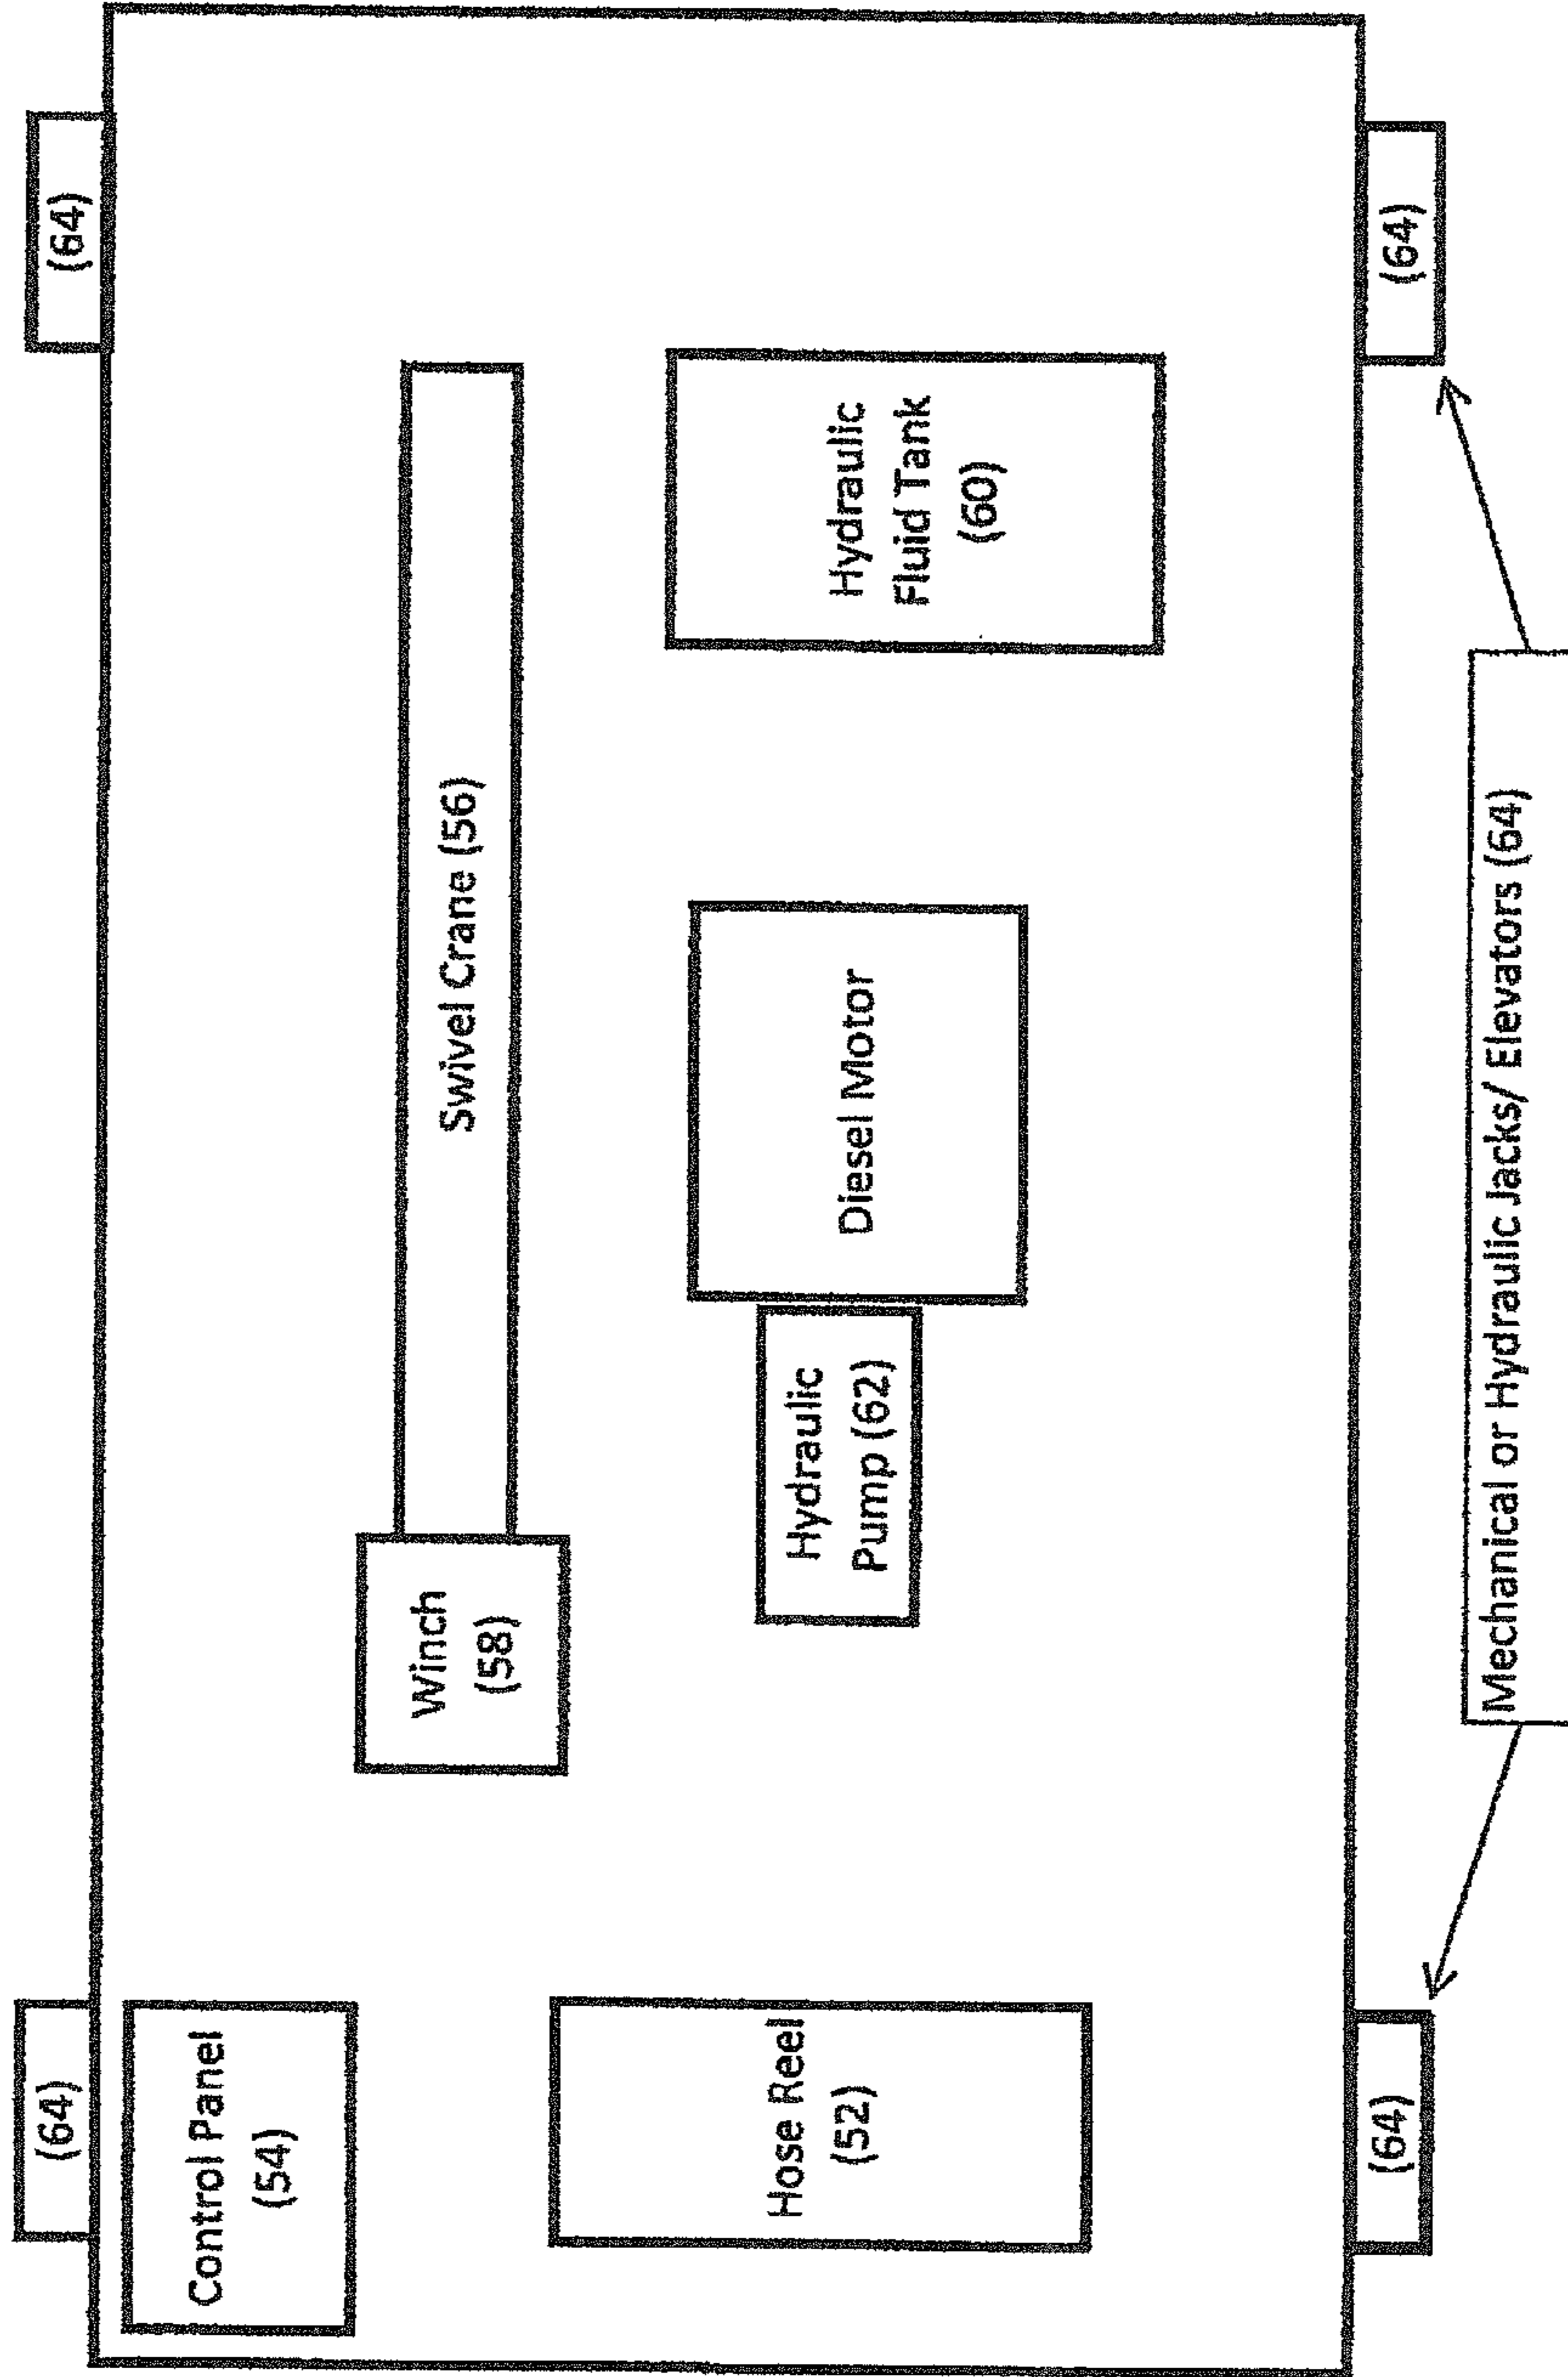 (64)
(64)
Control Panel
(54)
Winch
(58)
Swivel Crane (56)
Hose Reel
(52)
Hydraulic
Pump (62)
Diesel Motor
Hydraulic
Fluid Tank
(60)
(64)
(64)
Mechanical or Hydraulic Jacks/ Elevators (64)